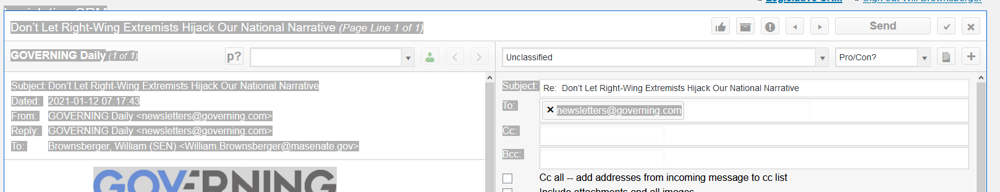 Legislative CRM Sign out Will Brownsberger
Don’t Let Right-Wing Extremists Hijack Our National Narrative (Page Line 1 of 1)
Send
GOVERNING Daily (1 of 1)
p?
Unclassified
Pro/Con?
Subject: Don’t Let Right-Wing Extremists Hijack Our National Narrative
Dated: 2021-01-12 07:17:43
From: GOVERNING Daily <newsletters@governing.com>
Reply: GOVERNING Daily <newsletters@governing.com>
To: Brownsberger, William (SEN) <William.Brownsberger@masenate.gov>
GOVERNING
Subject: Re: Don’t Let Right-Wing Extremists Hijack Our National Narrative
To: newsletters@governing.com
Cc:
Bcc:
Cc all -- add addresses from incoming message to cc list
Include attachments and all images